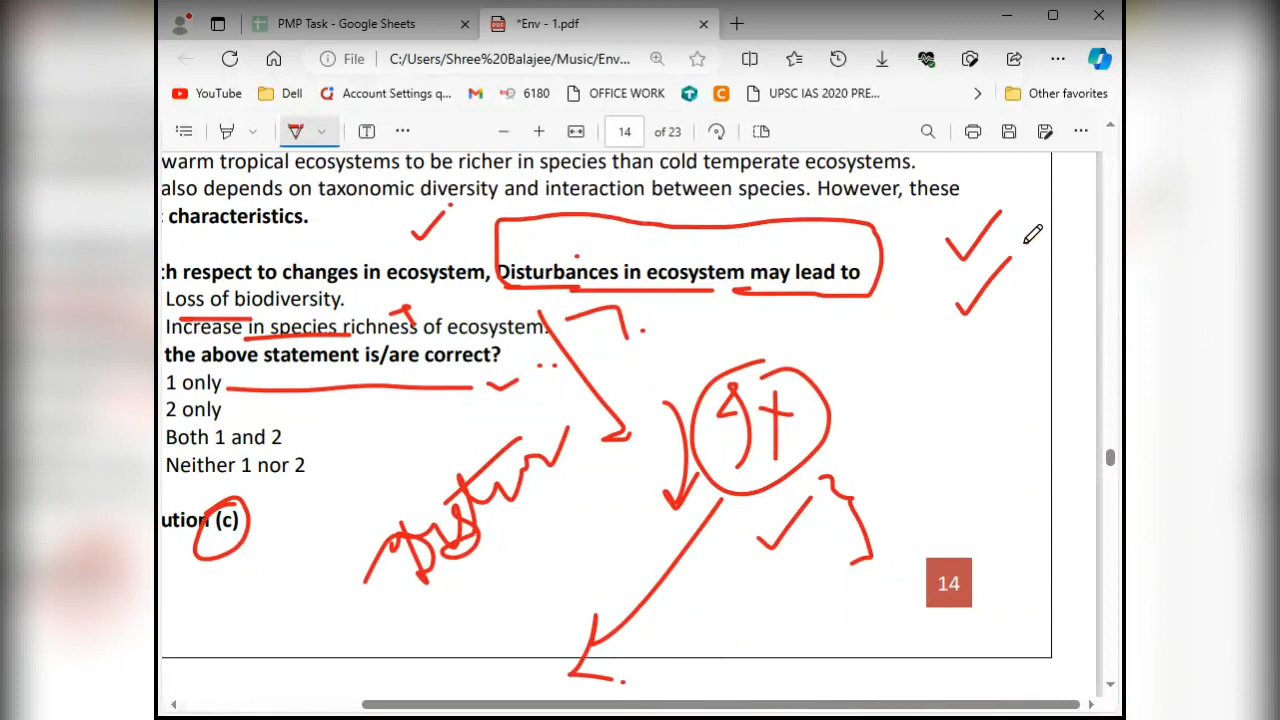 PMP Task - Google Sheets
*Env - 1.pdf
File
C:/Users/Shree%20Balajee/Music/Env...
YouTube
Dell
Account Settings q...
6180
OFFICE WORK
UPSC IAS 2020 PRE...
Other favorites
14 of 23
warm tropical ecosystems to be richer in species than cold temperate ecosystems.
also depends on taxonomic diversity and interaction between species. However, these
characteristics.
th respect to changes in ecosystem, Disturbances in ecosystem may lead to
Loss of biodiversity.
Increase in species richness of ecosystem.
the above statement is/are correct?
1 only
2 only
Both 1 and 2
Neither 1 nor 2
ution (c)
14